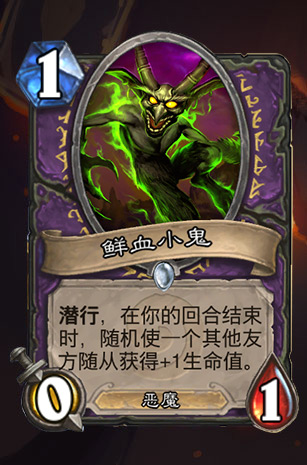 1
鲜血小鬼
潜行，在你的回合结束
时，随机使一个其他友
方随从获得+1生命值。
0
恶魔
1